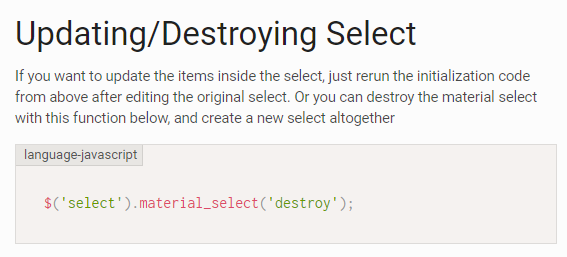 Updating/Destroying Select
If you want to update the items inside the select, just rerun the initialization code
from above after editing the original select. Or you can destroy the material select
with this function below, and create a new select altogether
language-javascript
$('select').material_select('destroy');